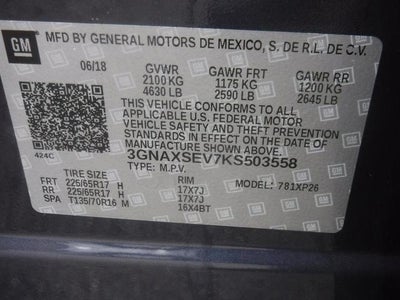 GM
MFD BY GENERAL MOTORS DE MEXICO, S. DE R.L. DE C.V.
06/18 GVWR GAWR FRT GAWR RR
2100 KG 1175 KG 1200 KG
4630 LB 2590 LB 2645 LB
THIS VEHICLE CONFORMS TO ALL
APPLICABLE U.S. FEDERAL MOTOR
VEHICLE SAFETY AND THEFT PREVENTION
STANDARDS IN EFFECT ON THE DATE OF
MANUFACTURE SHOWN ABOVE.
424C 3GNAXSEV7KS503558
TYPE: M.P.V. MODEL: 781XP26
TIRE SIZE RIM
FRT 225/65R17 H 17X7J
RR 225/65R17 H 17X7J
SPA T135/70R16 M 16X4BT